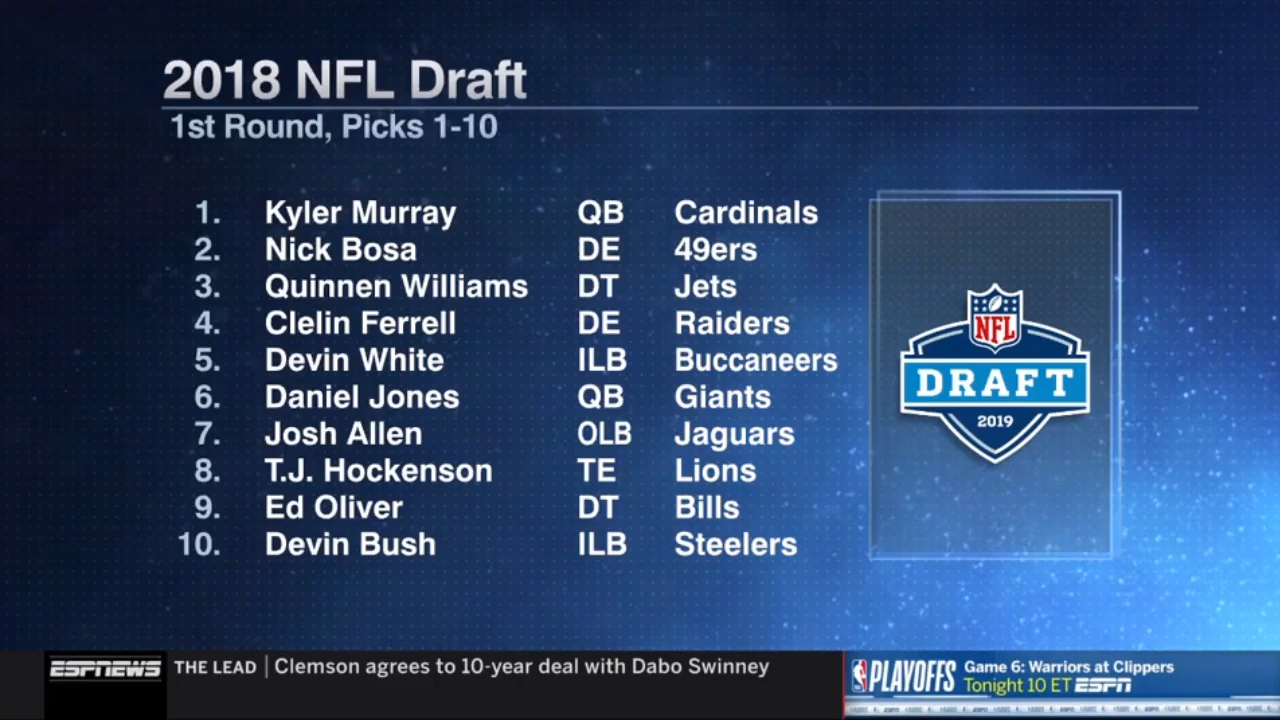 2018 NFL Draft
1st Round, Picks 1-10
1. Kyler Murray QB Cardinals
2. Nick Bosa DE 49ers
3. Quinnen Williams DT Jets
4. Clelin Ferrell DE Raiders
5. Devin White ILB Buccaneers
6. Daniel Jones QB Giants
7. Josh Allen OLB Jaguars
8. T.J. Hockenson TE Lions
9. Ed Oliver DT Bills
10. Devin Bush ILB Steelers
NFL
DRAFT
2019
ESPNEWS THE LEAD | Clemson agrees to 10-year deal with Dabo Swinney
PLAYOFFS
Game 6: Warriors at Clippers
Tonight 10 ET ESPN